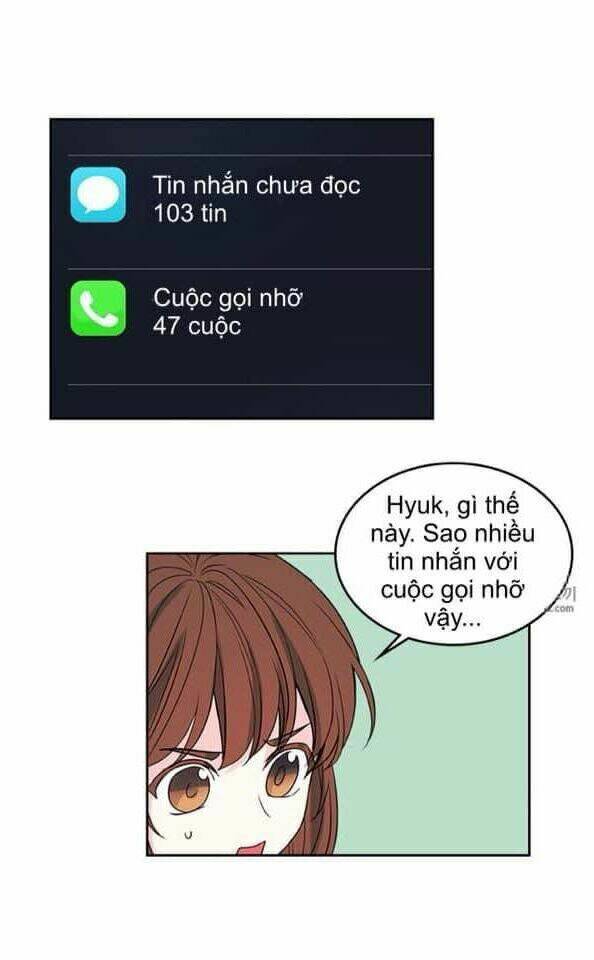 Tin nhắn chưa đọc
103 tin
Cuộc gọi nhỡ
47 cuộc
Hyuk, gì thế
này. Sao nhiều
tin nhắn với
cuộc gọi nhỡ
vậy...
.com